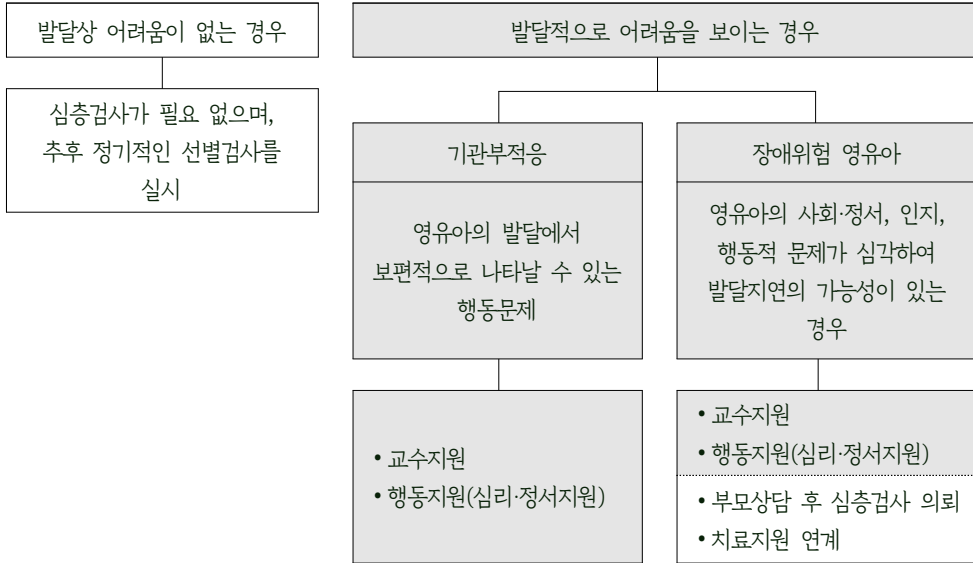 발달상 어려움이 없는 경우
심층검사가 필요 없으며,
추후 정기적인 선별검사를
실시
발달적으로 어려움을 보이는 경우
기관부적응
영유아의 발달에서
보편적으로 나타날 수 있는
행동문제
• 교수지원
• 행동지원(심리·정서지원)
장애위험 영유아
영유아의 사회·정서, 인지,
행동적 문제가 심각하여
발달지연의 가능성이 있는
경우
• 교수지원
• 행동지원(심리·정서지원)
• 부모상담 후 심층검사 의뢰
• 치료지원 연계